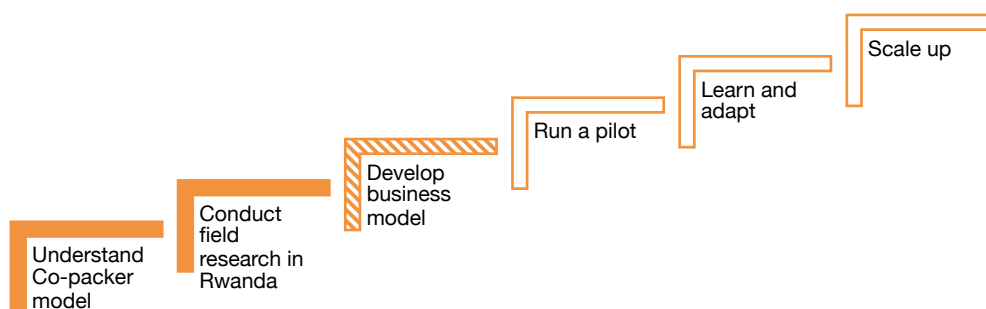 Understand
Co-packer
model
Conduct
field
research in
Rwanda
Develop
business
model
Run a pilot
Learn and
adapt
Scale up